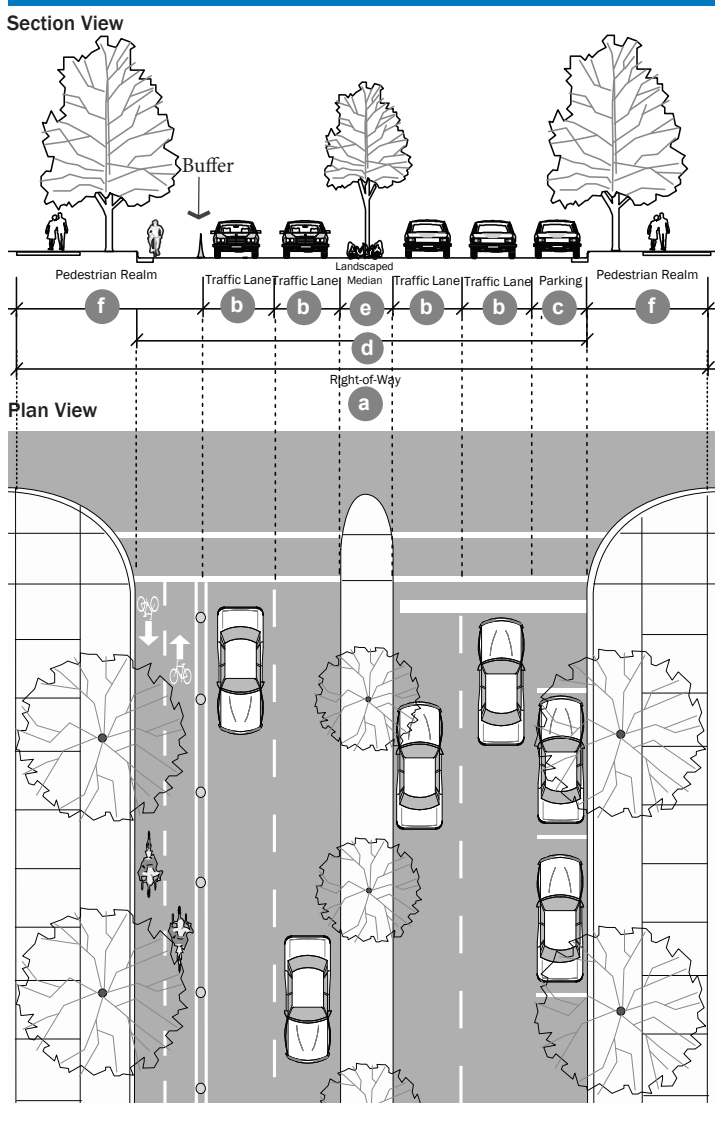 Section View
Buffer
Pedestrian Realm
Traffic Lane
Traffic Lane
Landscaped
Median
Traffic Lane
Traffic Lane
Parking
Pedestrian Realm
f
b
b
e
b
b
c
f
d
Right-of-Way
a
Plan View